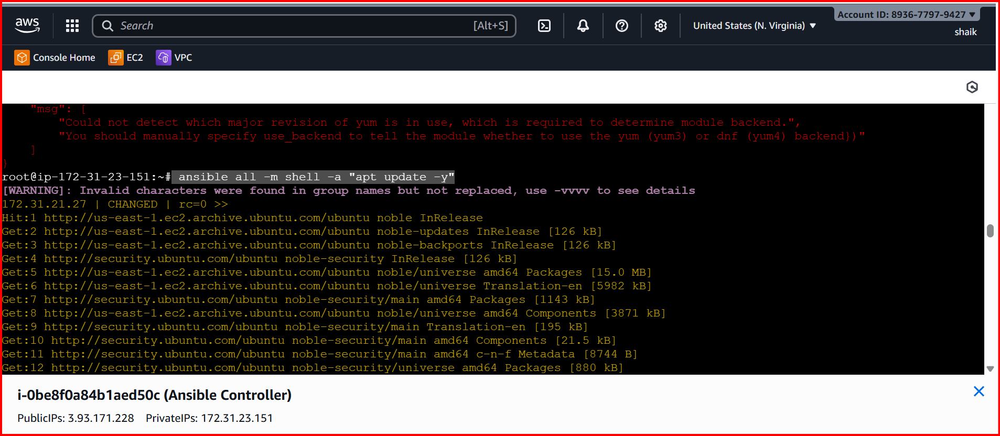 aws
Search
[Alt+S]
United States (N. Virginia)
Account ID: 8936-7797-9427
shaik
Console Home
EC2
VPC
"msg": [
"Could not detect which major revision of yum is in use, which is required to determine module backend.",
"You should manually specify use_backend to tell the module whether to use the yum (yum3) or dnf (yum4) backend})"
]
}
root@ip-172-31-23-151:~# ansible all -m shell -a "apt update -y"
[WARNING]: Invalid characters were found in group names but not replaced, use -vvvv to see details
172.31.21.27 | CHANGED | rc=0 >>
Hit:1 http://us-east-1.ec2.archive.ubuntu.com/ubuntu noble InRelease
Get:2 http://us-east-1.ec2.archive.ubuntu.com/ubuntu noble-updates InRelease [126 kB]
Get:3 http://us-east-1.ec2.archive.ubuntu.com/ubuntu noble-backports InRelease [126 kB]
Get:4 http://security.ubuntu.com/ubuntu noble-security InRelease [126 kB]
Get:5 http://us-east-1.ec2.archive.ubuntu.com/ubuntu noble/universe amd64 Packages [15.0 MB]
Get:6 http://us-east-1.ec2.archive.ubuntu.com/ubuntu noble/universe Translation-en [5982 kB]
Get:7 http://security.ubuntu.com/ubuntu noble-security/main amd64 Packages [1143 kB]
Get:8 http://us-east-1.ec2.archive.ubuntu.com/ubuntu noble/universe amd64 Components [3871 kB]
Get:9 http://security.ubuntu.com/ubuntu noble-security/main Translation-en [195 kB]
Get:10 http://security.ubuntu.com/ubuntu noble-security/main amd64 Components [21.5 kB]
Get:11 http://security.ubuntu.com/ubuntu noble-security/main amd64 c-n-f Metadata [8744 B]
Get:12 http://security.ubuntu.com/ubuntu noble-security/universe amd64 Packages [880 kB]
i-0be8f0a84b1aed50c (Ansible Controller)
PublicIPs: 3.93.171.228 PrivateIPs: 172.31.23.151